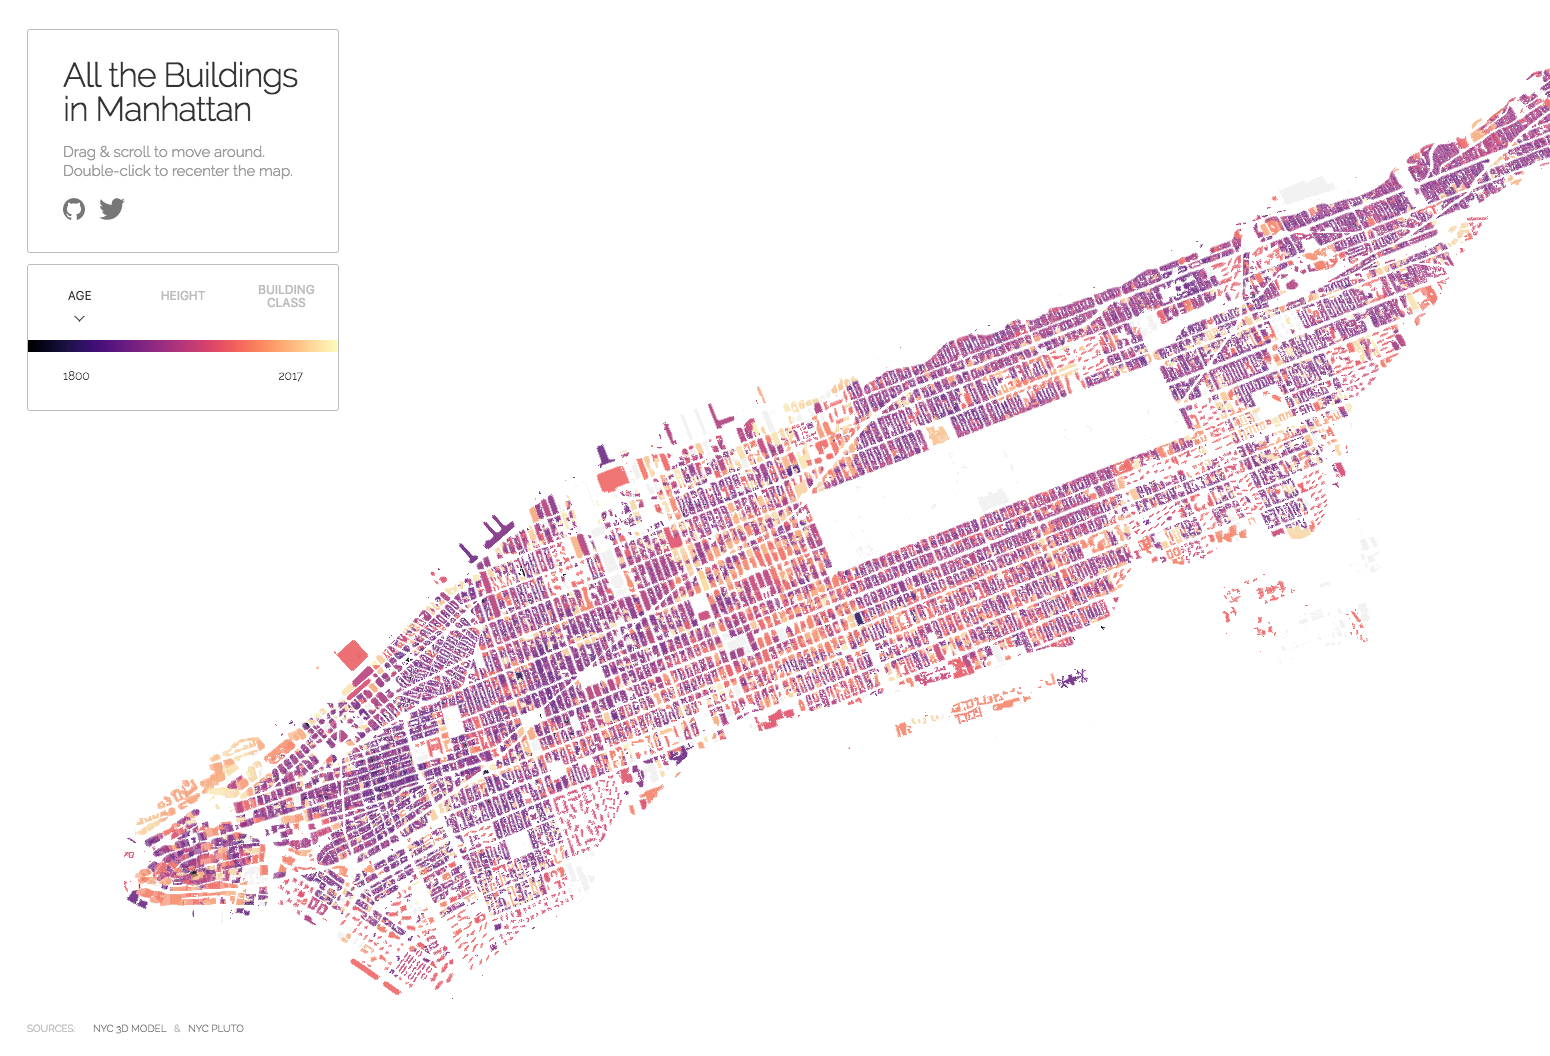 All the Buildings
in Manhattan
Drag & scroll to move around.
Double-click to recenter the map.
AGE
HEIGHT
BUILDING
CLASS
1800
2017
SOURCES:
NYC 3D MODEL & NYC PLUTO